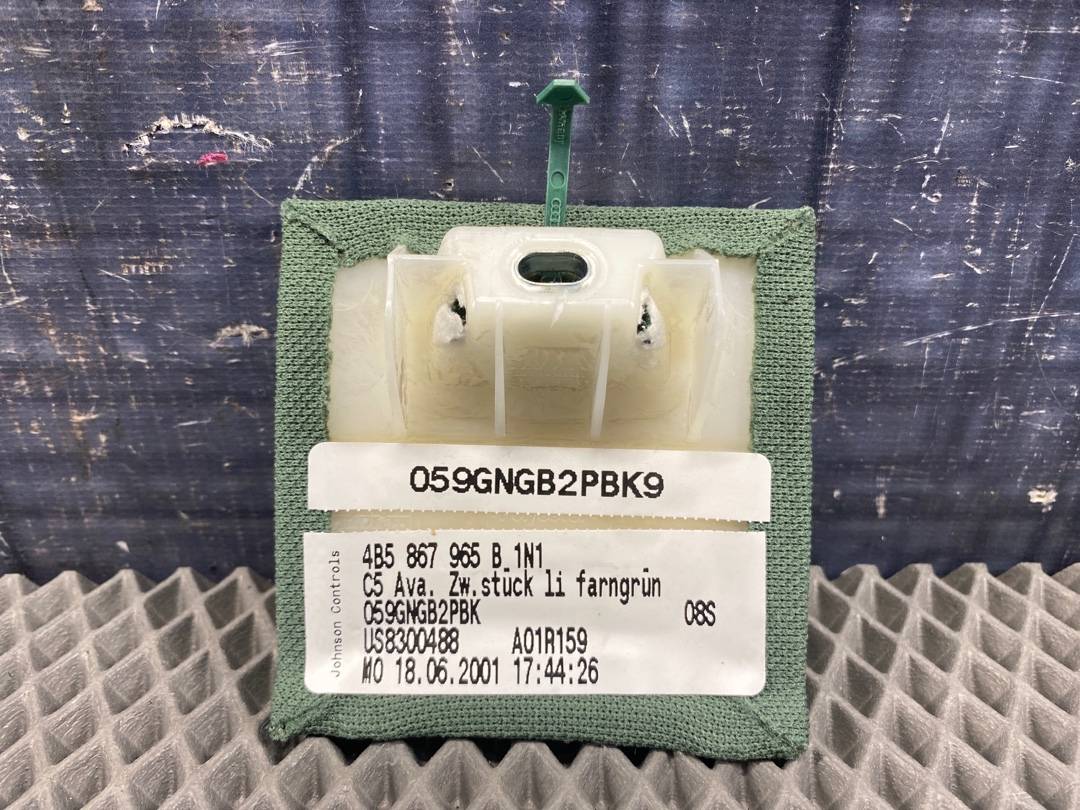 059GNGB2PBK9
Johnson Controls
4B5 867 965 B 1N1
C5 Ava. Zw.stück li farngrün
059GNGB2PBK 08S
US8300488 A01R159
MO 18.06.2001 17:44:26